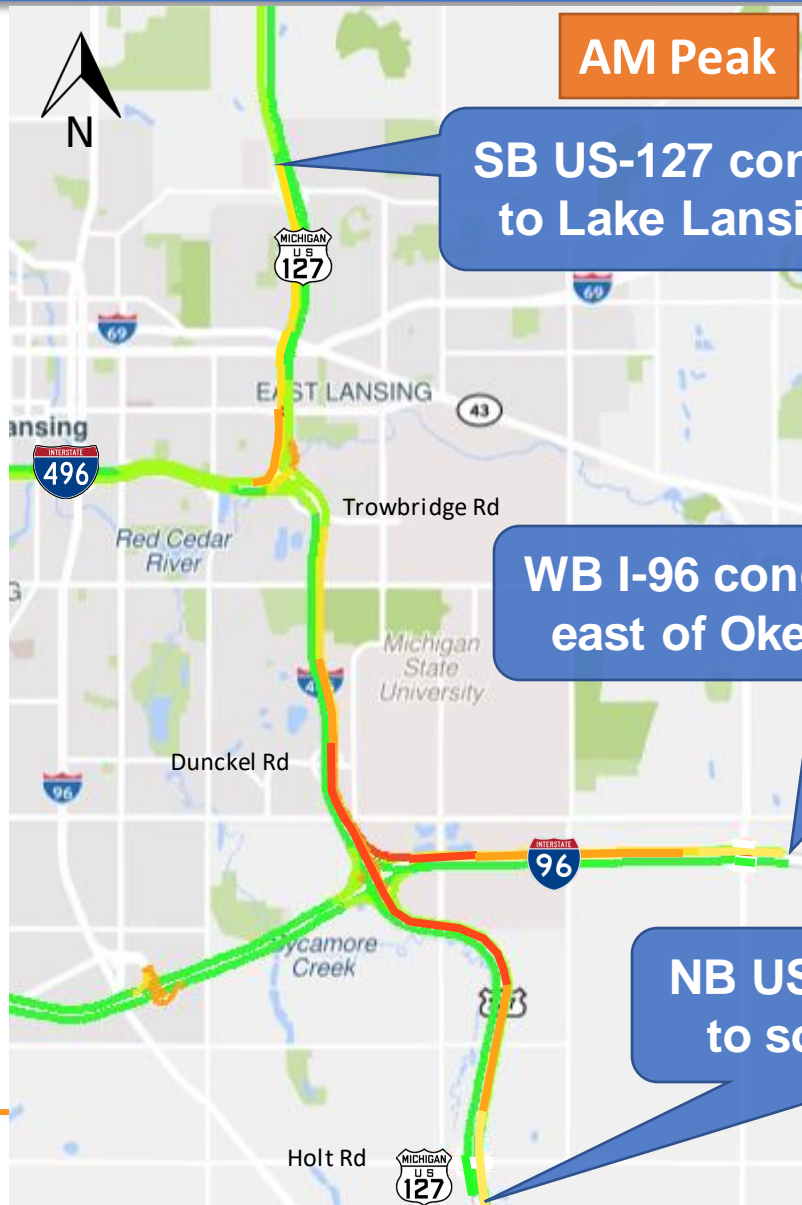 AM Peak
N
SB US-127 con
to Lake Lansi
MICHIGAN
US
127
69
69
EAST LANSING
43
ansing
INTERSTATE
496
Trowbridge Rd
Red Cedar
River
G
WB I-96 con
east of Oke
Michigan
State
University
Dunckel Rd
96
INTERSTATE
96
Sycamore
Creek
NB US
to so
Holt Rd
MICHIGAN
US
127